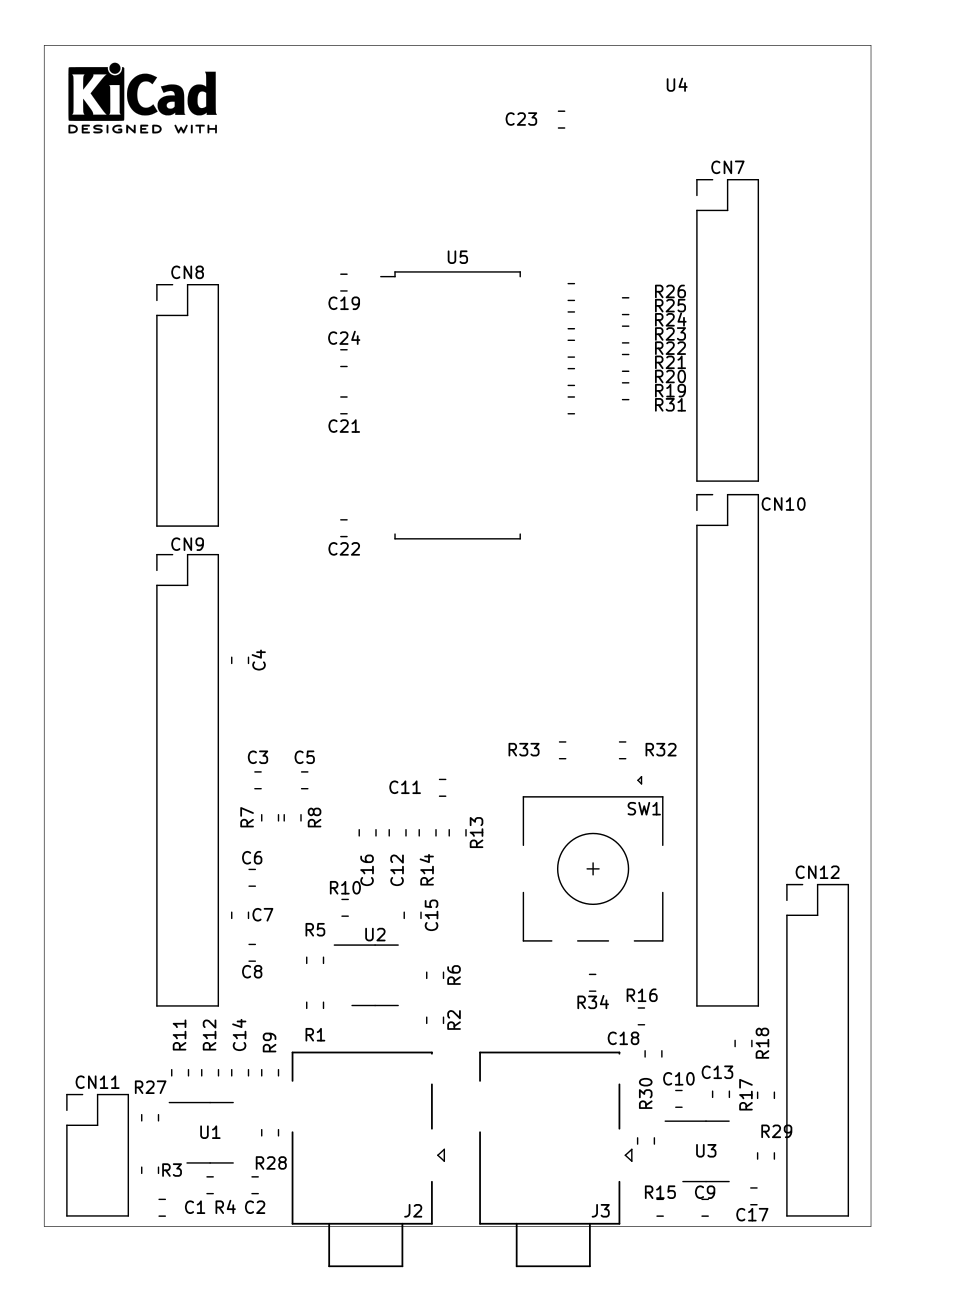 KiCad
DESIGNED WITH
U4
C23
CN7
U5
CN8
R26
C19
R25
R24
R23
C24
R22
R21
R20
R19
R31
C21
CN10
CN9
C22
C4
R33
R32
C3
C5
C11
SW1
R7
R8
R13
C6
C16
C12
R14
CN12
R10
C7
C15
R5
U2
C8
R6
R16
R34
R2
R11
R12
C14
R9
R1
C18
R18
C13
C10
CN11
R27
R30
R17
U1
R29
U3
R3
R28
R15
C9
C1
R4
C2
J2
J3
C17